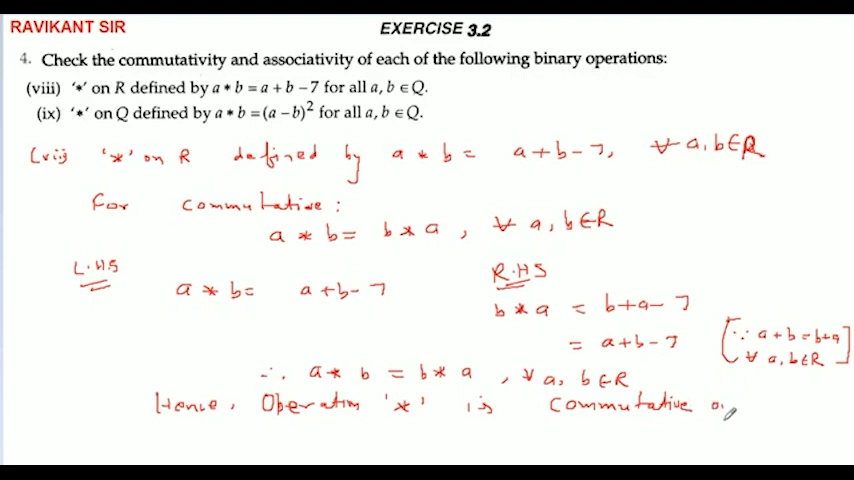 RAVIKANT SIR
EXERCISE 3.2
4. Check the commutativity and associativity of each of the following binary operations:
(viii) '*' on R defined by a * b = a + b − 7 for all a, b ∈ Q.
(ix) '*' on Q defined by a * b = (a − b)² for all a, b ∈ Q.
'*' on R defined by a * b = a + b - 7, ∀ a, b ∈ R
For commutative :
a * b = b * a , ∀ a, b ∈ R
L.H.S
R.H.S
a * b = a + b - 7
b * a = b + a - 7
= a + b - 7 [∵ a + b = b + a
∀ a, b ∈ R]
∴ a * b = b * a , ∀ a, b ∈ R
Hence, Operation '*' is commutative